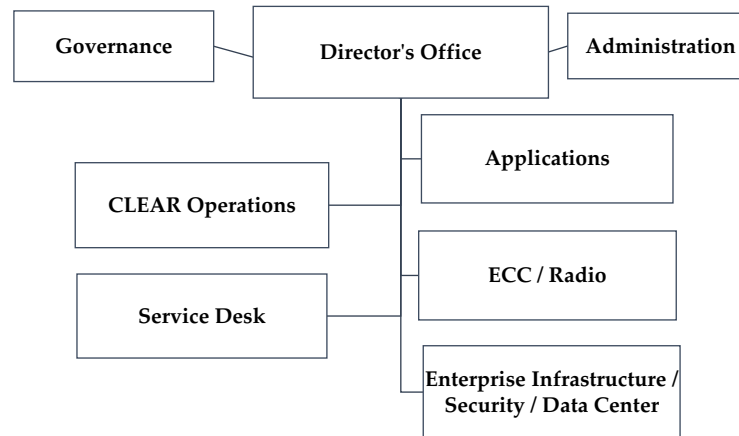 Governance
Director's Office
Administration
Applications
CLEAR Operations
ECC / Radio
Service Desk
Enterprise Infrastructure /
Security / Data Center